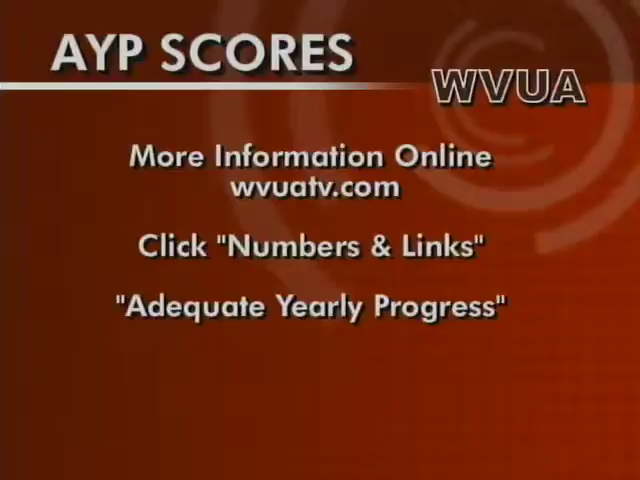 AYP SCORES
WVUA
More Information Online
wvuatv.com
Click "Numbers & Links"
"Adequate Yearly Progress"